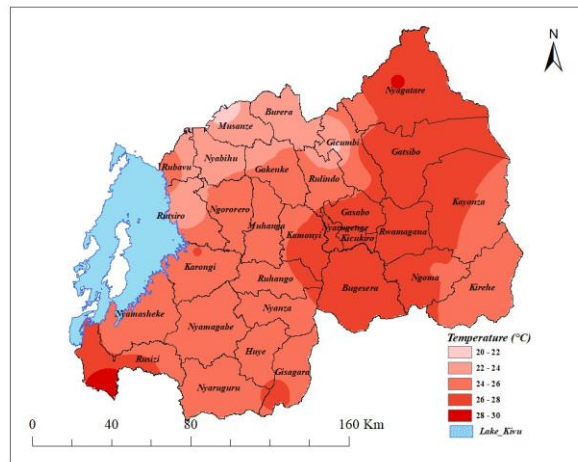 N
Nyagatare
Burera
Musanze
Gicumbi
Nyabihu
Gatsibo
Rubavu
Gakenke
Rulindo
Kayanza
Rutsiro
Ngororero
Gasabo
Muhanga
Kamonyi
Nyarugenge
Rwamagana
Kicukiro
Karongi
Ruhango
Bugesera
Ngoma
Kirehe
Nyamasheke
Nyanza
Nyamagabe
Rusizi
Huye
Gisagara
Nyaruguru
Temperature (°C)
20 - 22
22 - 24
24 - 26
26 - 28
28 - 30
Lake_Kivu
0 40 80 160 Km